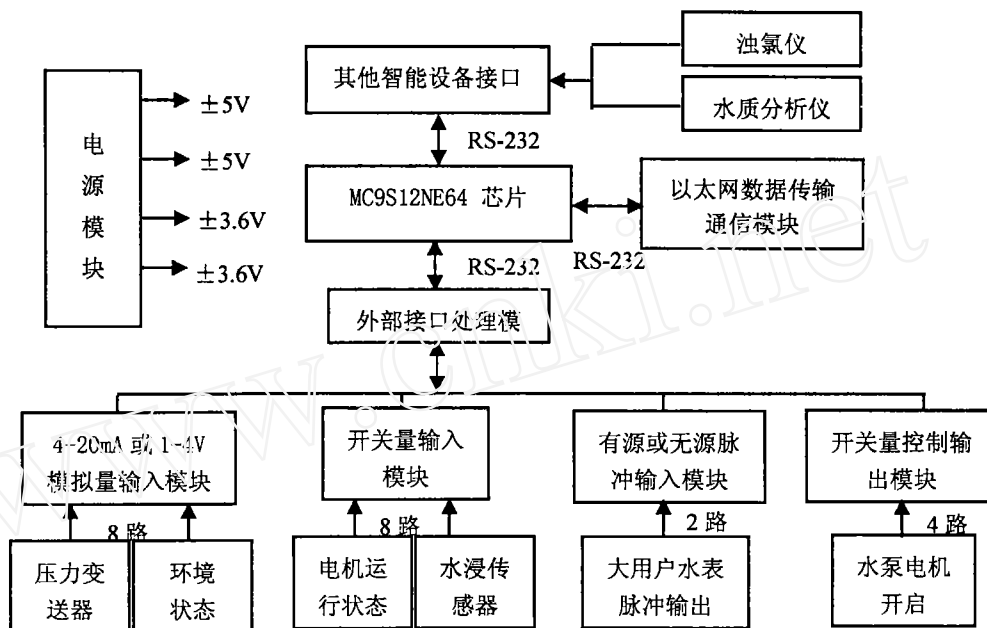 浊氯仪
其他智能设备接口
水质分析仪
电
源
模
块
±5V
±5V
±3.6V
±3.6V
RS-232
MC9S12NE64 芯片
以太网数据传输
通信模块
RS-232
RS-232
外部接口处理模
4-20mA 或 1-4V
模拟量输入模块
开关量输入
模块
有源或无源脉
冲输入模块
开关量控制输
出模块
8 路
8 路
2 路
4 路
压力变
送器
环境
状态
电机运
行状态
水浸传
感器
大用户水表
脉冲输出
水泵电机
开启
www.cnki.net